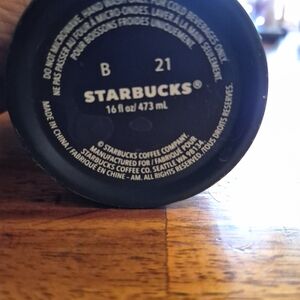 DO NOT MICROWAVE. HAND WASH ONLY. FOR COLD BEVERAGES ONLY.
NE PAS PASSER AU FOUR À MICRO-ONDES. LAVER À LA MAIN SEULEMENT.
POUR BOISSONS FROIDES UNIQUEMENT.
B 21
STARBUCKS®
16 fl oz/ 473 mL
MADE IN CHINA / FABRIQUÉ EN CHINE
© STARBUCKS COFFEE COMPANY.
MANUFACTURED FOR / FABRIQUÉ POUR
STARBUCKS COFFEE CO. SEATTLE, WA 98134
- AM. ALL RIGHTS RESERVED. TOUS DROITS RÉSERVÉS.